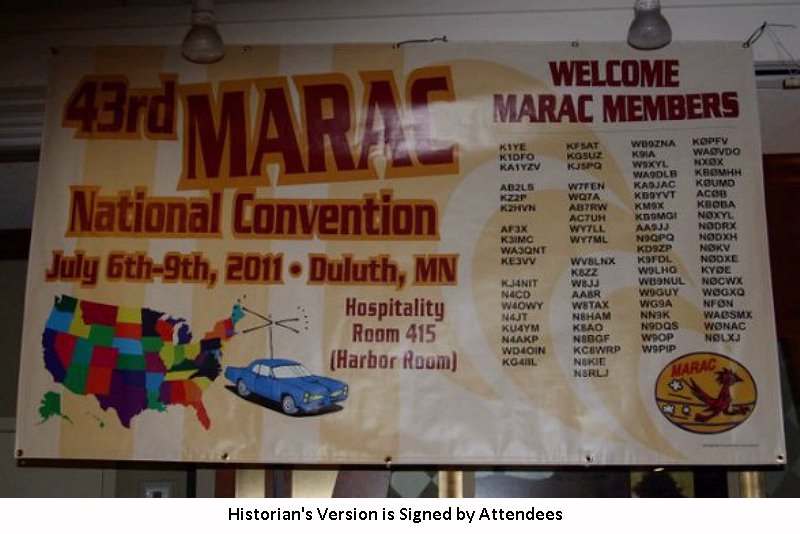 43rd MARAC
National Convention
July 6th-9th, 2011 • Duluth, MN
Hospitality
Room 415
(Harbor Room)
WELCOME
MARAC MEMBERS
K1YE
K1DFO
KA1YZV
AB2LS
KZ2P
K2HVN
AF3X
K3IMC
WA3QNT
KE3VV
KJ4NIT
N4CD
W4OWY
N4JT
KU4YM
N4AKP
WD4OIN
KG4IIL
KF5AT
KG5UZ
KJ5PQ
W7FEN
WQ7A
AB7RW
AC7UH
WY7LL
WY7ML
WV8LNX
K8ZZ
W8JJ
AA8R
W8TAX
N8HAM
K8AO
N8BGF
KC8WRP
N8KIE
N8RLJ
WB9ZNA
K9IA
W9XYL
WA9DLB
KA9JAC
KB9YVT
KM9X
KB9MGI
AA9JJ
N9QPQ
KD9ZP
K9FDL
W9LHG
WB9NUL
W9GUY
WG9A
NN9K
N9DQS
W9OP
W9PIP
KØPFV
WAØVDO
NXØX
KBØMHH
KØUMD
ACØB
KBØBA
NØXYL
NØDRX
NØDXH
NØKV
NØDXE
KYØE
NØCWX
WØGXQ
NFØN
WAØSMX
WØNAC
NØLXJ
MARAC
Historian's Version is Signed by Attendees